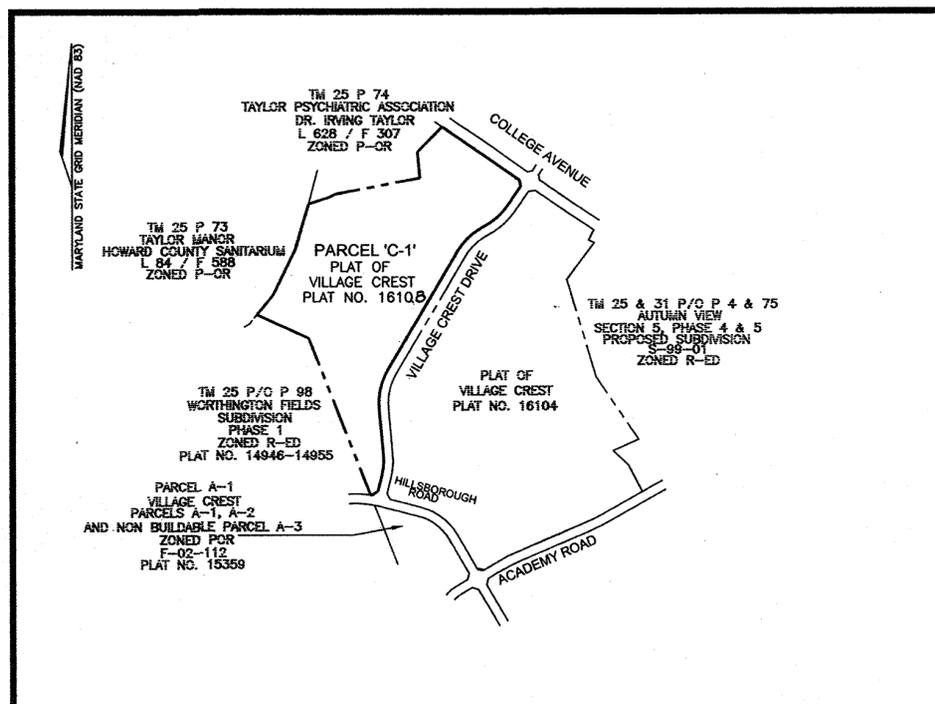 MARYLAND STATE GRID MERIDIAN (NAD 83)
TM 25 P 74
TAYLOR PSYCHIATRIC ASSOCIATION
DR. IRVING TAYLOR
L 628 / F 307
ZONED P-OR
COLLEGE AVENUE
TM 25 P 73
TAYLOR MANOR
HOWARD COUNTY SANITARIUM
L 84 / F 588
ZONED P-OR
PARCEL 'C-1'
PLAT OF
VILLAGE CREST
PLAT NO. 16108
VILLAGE CREST DRIVE
TM 25 & 31 P/O P 4 & 75
AUTUMN VIEW
SECTION 5, PHASE 4 & 5
PROPOSED SUBDIVISION
S-99-01
ZONED R-ED
PLAT OF
VILLAGE CREST
PLAT NO. 16104
TM 25 P/O P 98
WORTHINGTON FIELDS
SUBDIVISION
PHASE 1
ZONED R-ED
PLAT NO. 14946-14955
HILLSBOROUGH
ROAD
PARCEL A-1
VILLAGE CREST
PARCELS A-1, A-2
AND NON BUILDABLE PARCEL A-3
ZONED POR
F-02-112
PLAT NO. 15359
ACADEMY ROAD